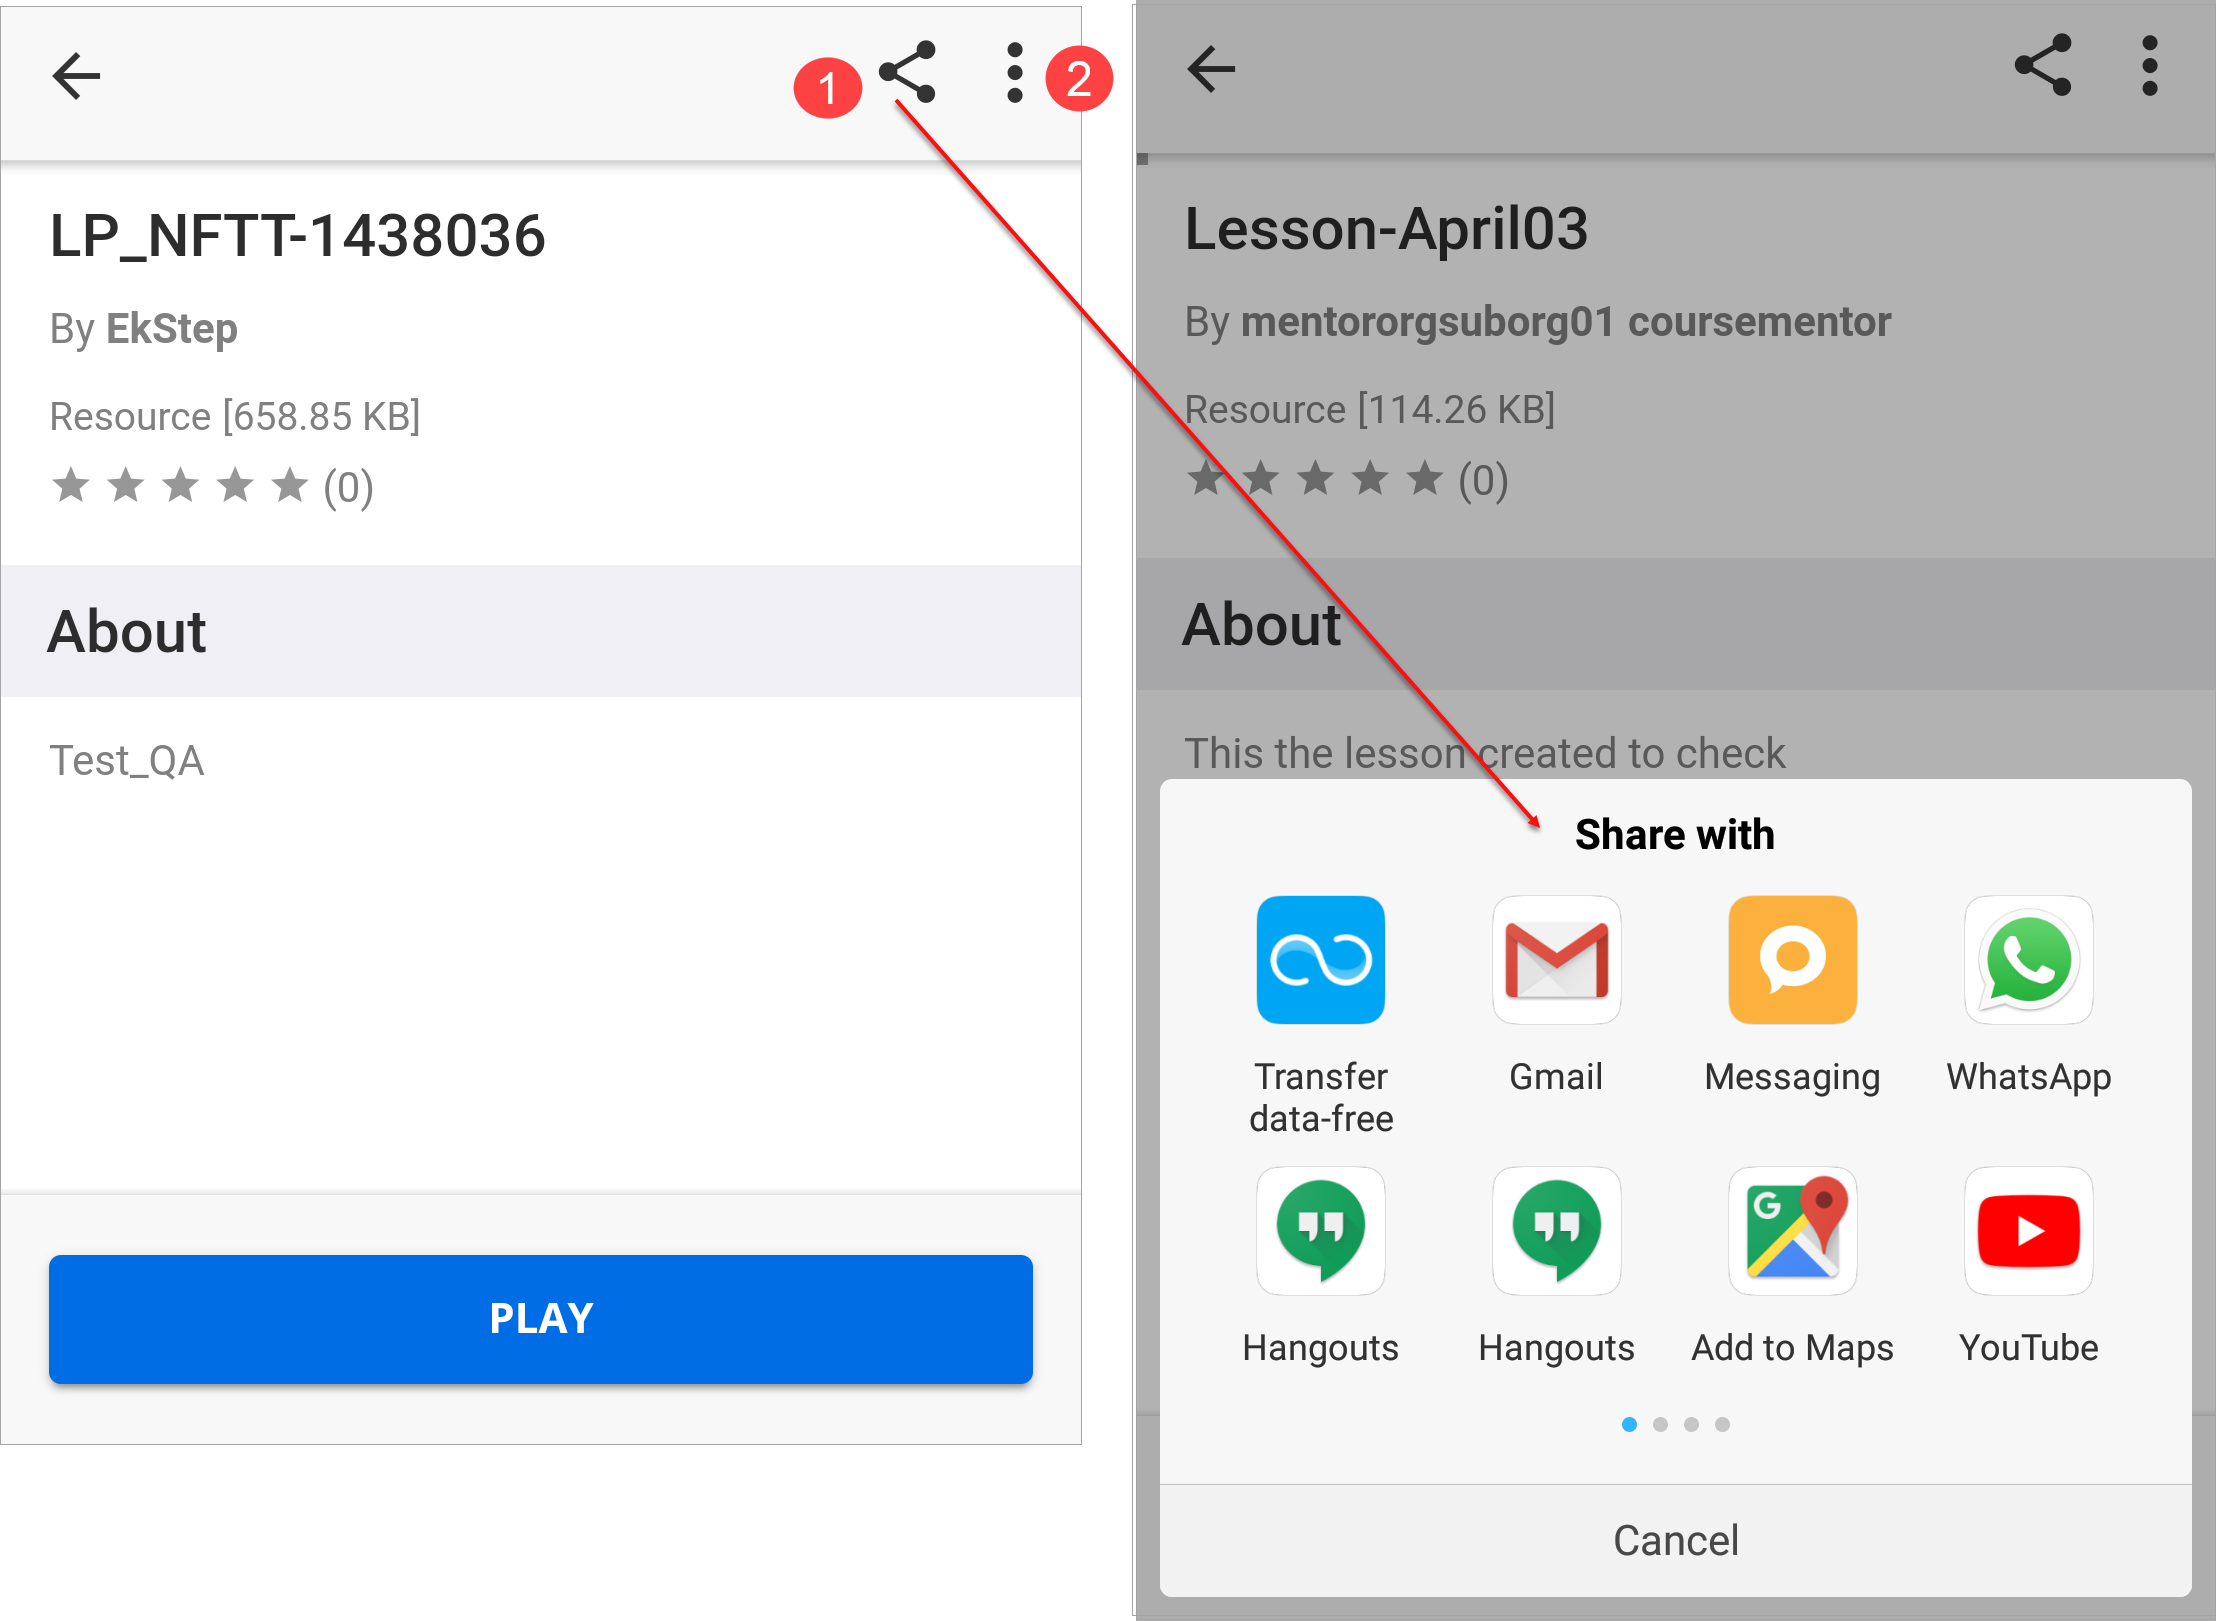 1
2
LP_NFTT-1438036
By EkStep
Resource [658.85 KB]
(0)
About
Test_QA
PLAY
Lesson-April03
By mentororgsuborg01 coursementor
Resource [114.26 KB]
(0)
About
This the lesson created to check
Share with
Transfer
data-free
Gmail
Messaging
WhatsApp
G
Hangouts
Hangouts
Add to Maps
YouTube
Cancel